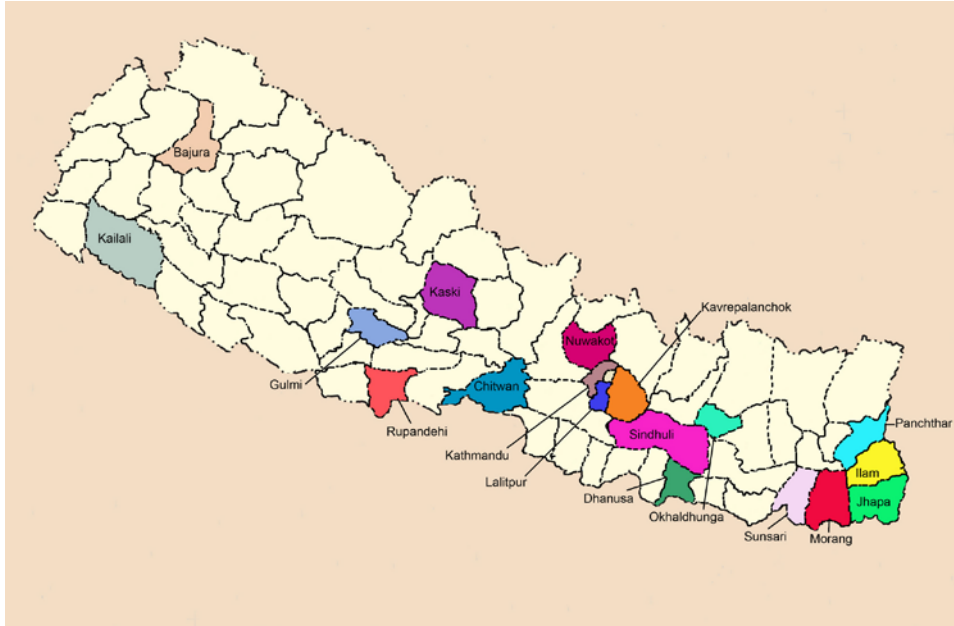 Bajura
Kailali
Kaski
Kavrepalanchok
Nuwakot
Gulmi
Chitwan
Rupandehi
Panchthar
Sindhuli
Kathmandu
Ilam
Lalitpur
Dhanusa
Jhapa
Okhaldhunga
Sunsari
Morang